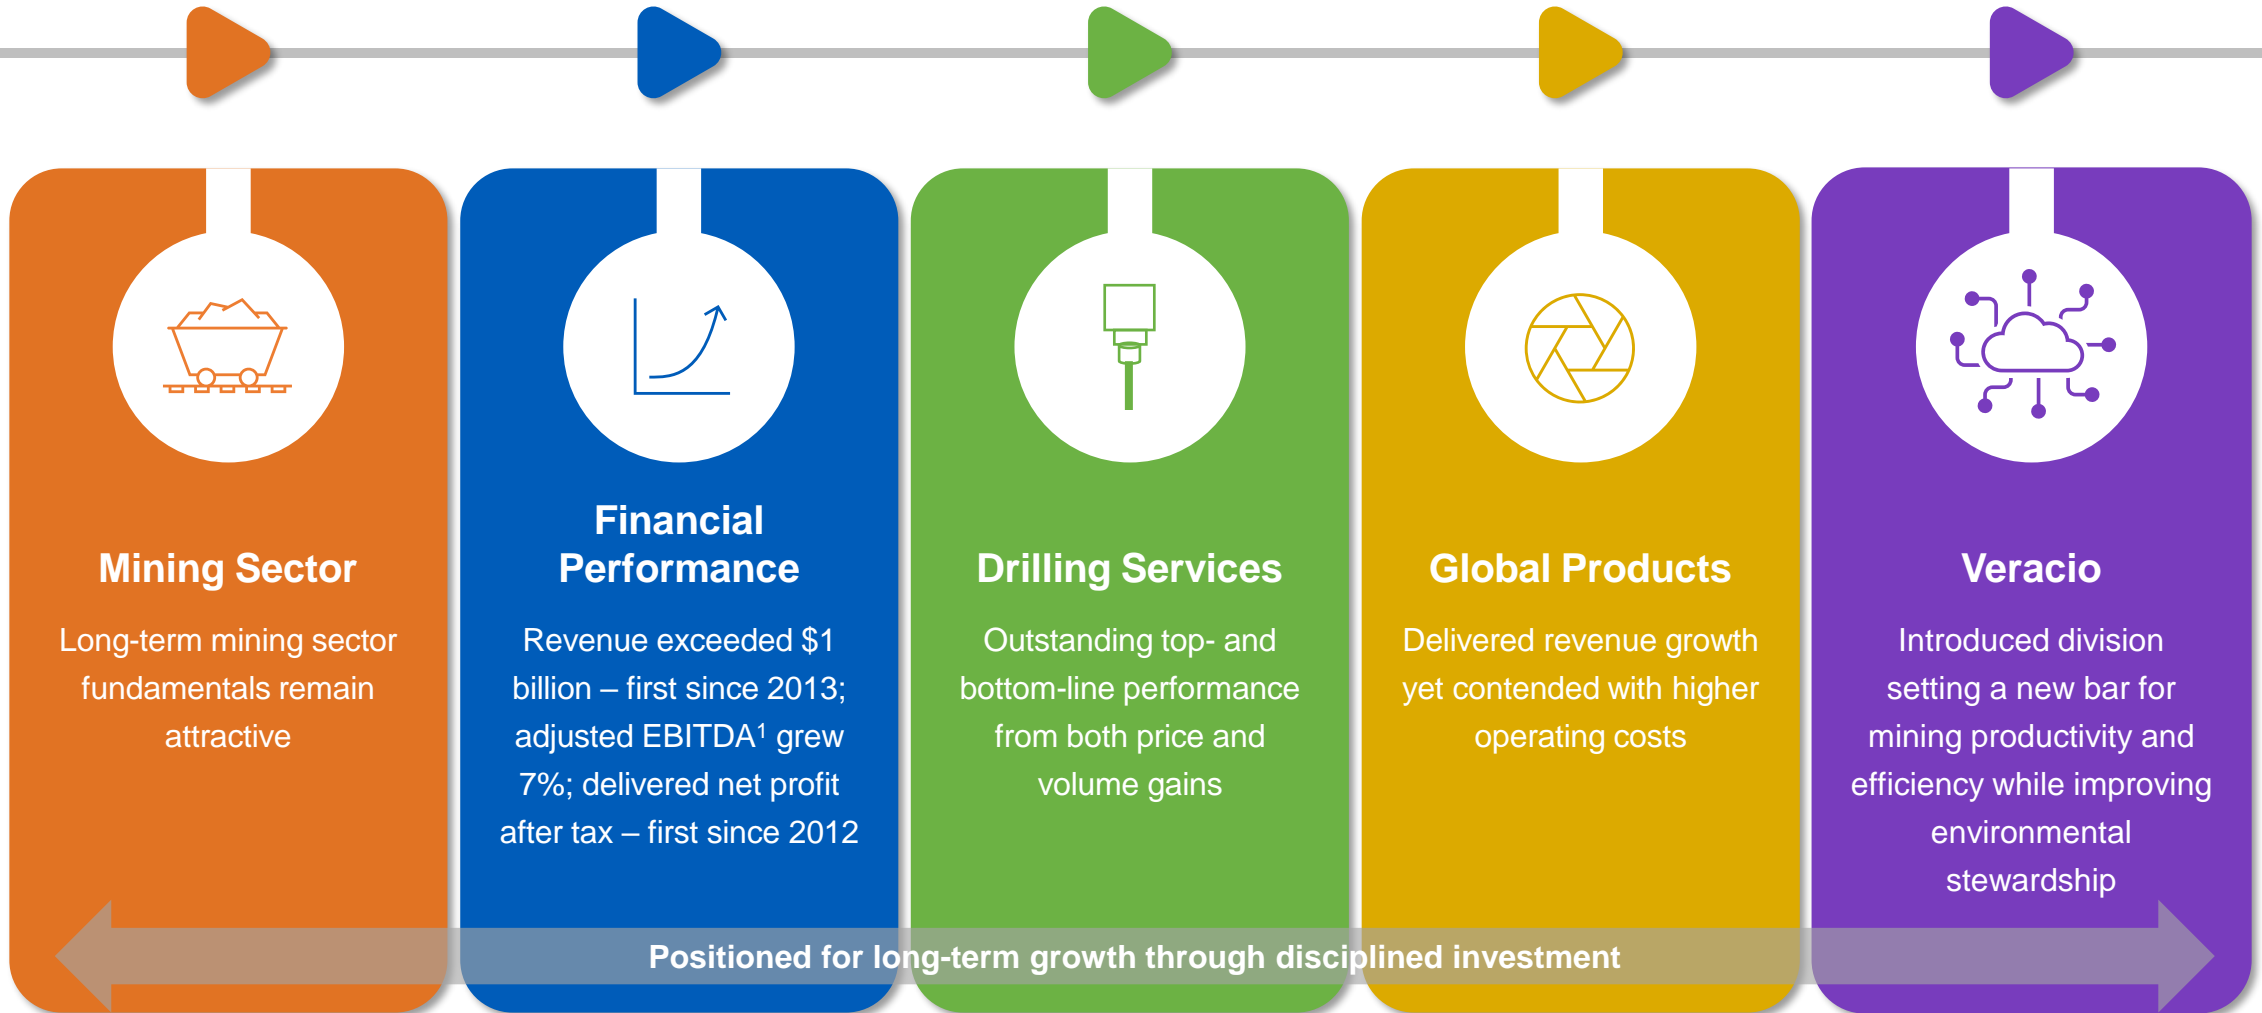 Mining Sector
Long-term mining sector
fundamentals remain
attractive
Financial
Performance
Revenue exceeded $1
billion – first since 2013;
adjusted EBITDA¹ grew
7%; delivered net profit
after tax – first since 2012
Drilling Services
Outstanding top- and
bottom-line performance
from both price and
volume gains
Global Products
Delivered revenue growth
yet contended with higher
operating costs
Veracio
Introduced division
setting a new bar for
mining productivity and
efficiency while improving
environmental
stewardship
Positioned for long-term growth through disciplined investment